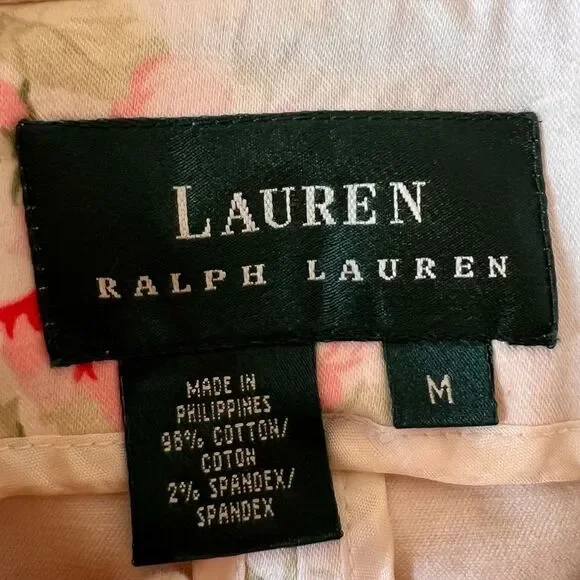 LAUREN
RALPH LAUREN
MADE IN
PHILIPPINES
98% COTTON/
COTON
2% SPANDEX/
SPANDEX
M